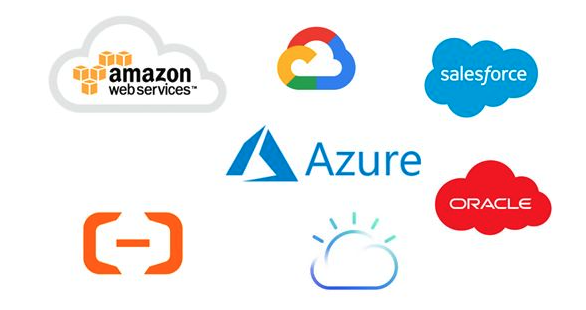 amazon
webservices™
salesforce
Azure
ORACLE